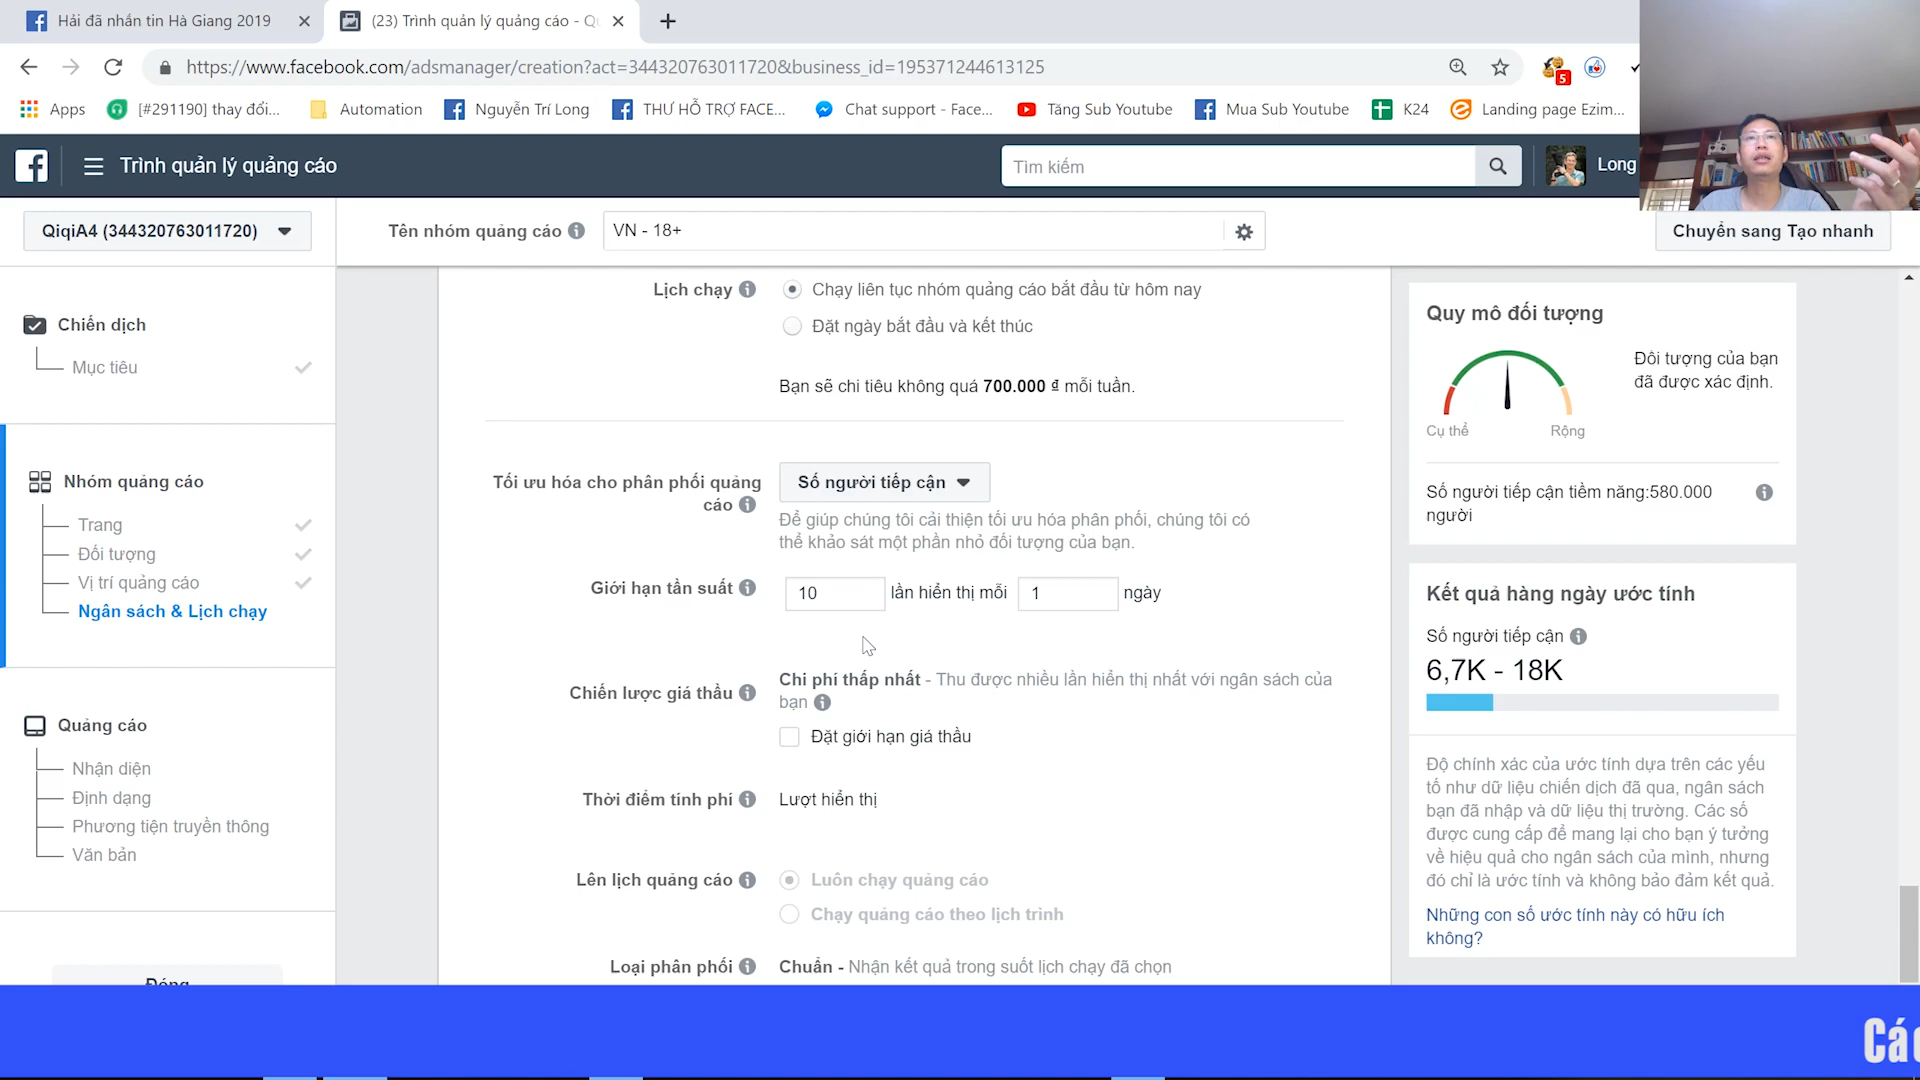 Hải đã nhắn tin Hà Giang 2019
(23) Trình quản lý quảng cáo - Qu
https://www.facebook.com/adsmanager/creation?act=344320763011720&business_id=195371244613125
5
Apps
[#291190] thay đổi...
Automation
Nguyễn Trí Long
THƯ HỖ TRỢ FACE...
Chat support - Face...
Tăng Sub Youtube
Mua Sub Youtube
K24
Landing page Ezim...
Trình quản lý quảng cáo
Tìm kiếm
Long
QiqiA4 (344320763011720)
Tên nhóm quảng cáo
VN - 18+
Chuyển sang Tạo nhanh
Chiến dịch
Mục tiêu
Nhóm quảng cáo
Trang
Đối tượng
Vị trí quảng cáo
Ngân sách & Lịch chạy
Quảng cáo
Nhận diện
Định dạng
Phương tiện truyền thông
Văn bản
Đóng
Lịch chạy
Chạy liên tục nhóm quảng cáo bắt đầu từ hôm nay
Đặt ngày bắt đầu và kết thúc
Bạn sẽ chi tiêu không quá 700.000 ₫ mỗi tuần.
Tối ưu hóa cho phân phối quảng
cáo
Số người tiếp cận
Để giúp chúng tôi cải thiện tối ưu hóa phân phối, chúng tôi có
thể khảo sát một phần nhỏ đối tượng của bạn.
Giới hạn tần suất
10 lần hiển thị mỗi 1 ngày
Chiến lược giá thầu
Chi phí thấp nhất - Thu được nhiều lần hiển thị nhất với ngân sách của
bạn
Đặt giới hạn giá thầu
Thời điểm tính phí
Lượt hiển thị
Lên lịch quảng cáo
Luôn chạy quảng cáo
Chạy quảng cáo theo lịch trình
Loại phân phối
Chuẩn - Nhận kết quả trong suốt lịch chạy đã chọn
Quy mô đối tượng
Cụ thể
Rộng
Đối tượng của bạn
đã được xác định.
Số người tiếp cận tiềm năng:580.000
người
Kết quả hàng ngày ước tính
Số người tiếp cận
6,7K - 18K
Độ chính xác của ước tính dựa trên các yếu
tố như dữ liệu chiến dịch đã qua, ngân sách
bạn đã nhập và dữ liệu thị trường. Các số
được cung cấp để mang lại cho bạn ý tưởng
về hiệu quả cho ngân sách của mình, nhưng
đó chỉ là ước tính và không bảo đảm kết quả.
Những con số ước tính này có hữu ích
không?